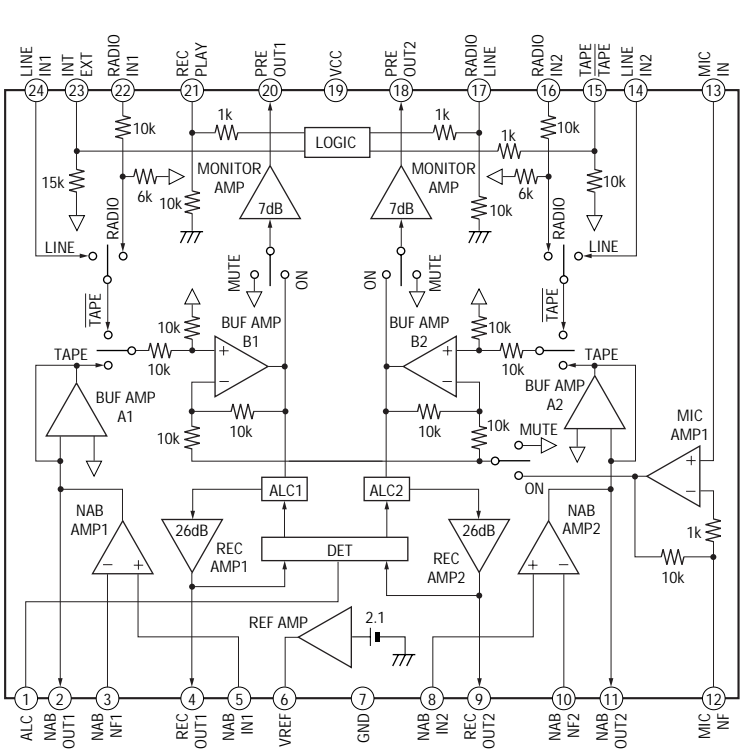 LINE IN1
INT EXT
RADIO IN1
REC PLAY
PRE OUT1
VCC
PRE OUT2
RADIO LINE
RADIO IN2
TAPE TAPE
LINE IN2
MIC IN
24
23
22
21
20
19
18
17
16
15
14
13
10k
1k
LOGIC
1k
1k
10k
15k
6k
10k
MONITOR AMP
7dB
MONITOR AMP
7dB
10k
6k
10k
RADIO
LINE
MUTE
ON
ON
MUTE
RADIO
LINE
TAPE
TAPE
10k
10k
BUF AMP B1
+
−
BUF AMP B2
+
−
10k
10k
TAPE
TAPE
BUF AMP A1
10k
10k
10k
10k
BUF AMP A2
MUTE
ON
MIC AMP1
+
−
1k
10k
NAB AMP1
−
+
ALC1
ALC2
26dB
REC AMP1
DET
26dB
REC AMP2
NAB AMP2
+
−
REF AMP
2.1
1
2
3
4
5
6
7
8
9
10
11
12
ALC
NAB OUT1
NAB NF1
REC OUT1
NAB IN1
VREF
GND
NAB IN2
REC OUT2
NAB NF2
NAB OUT2
MIC NF